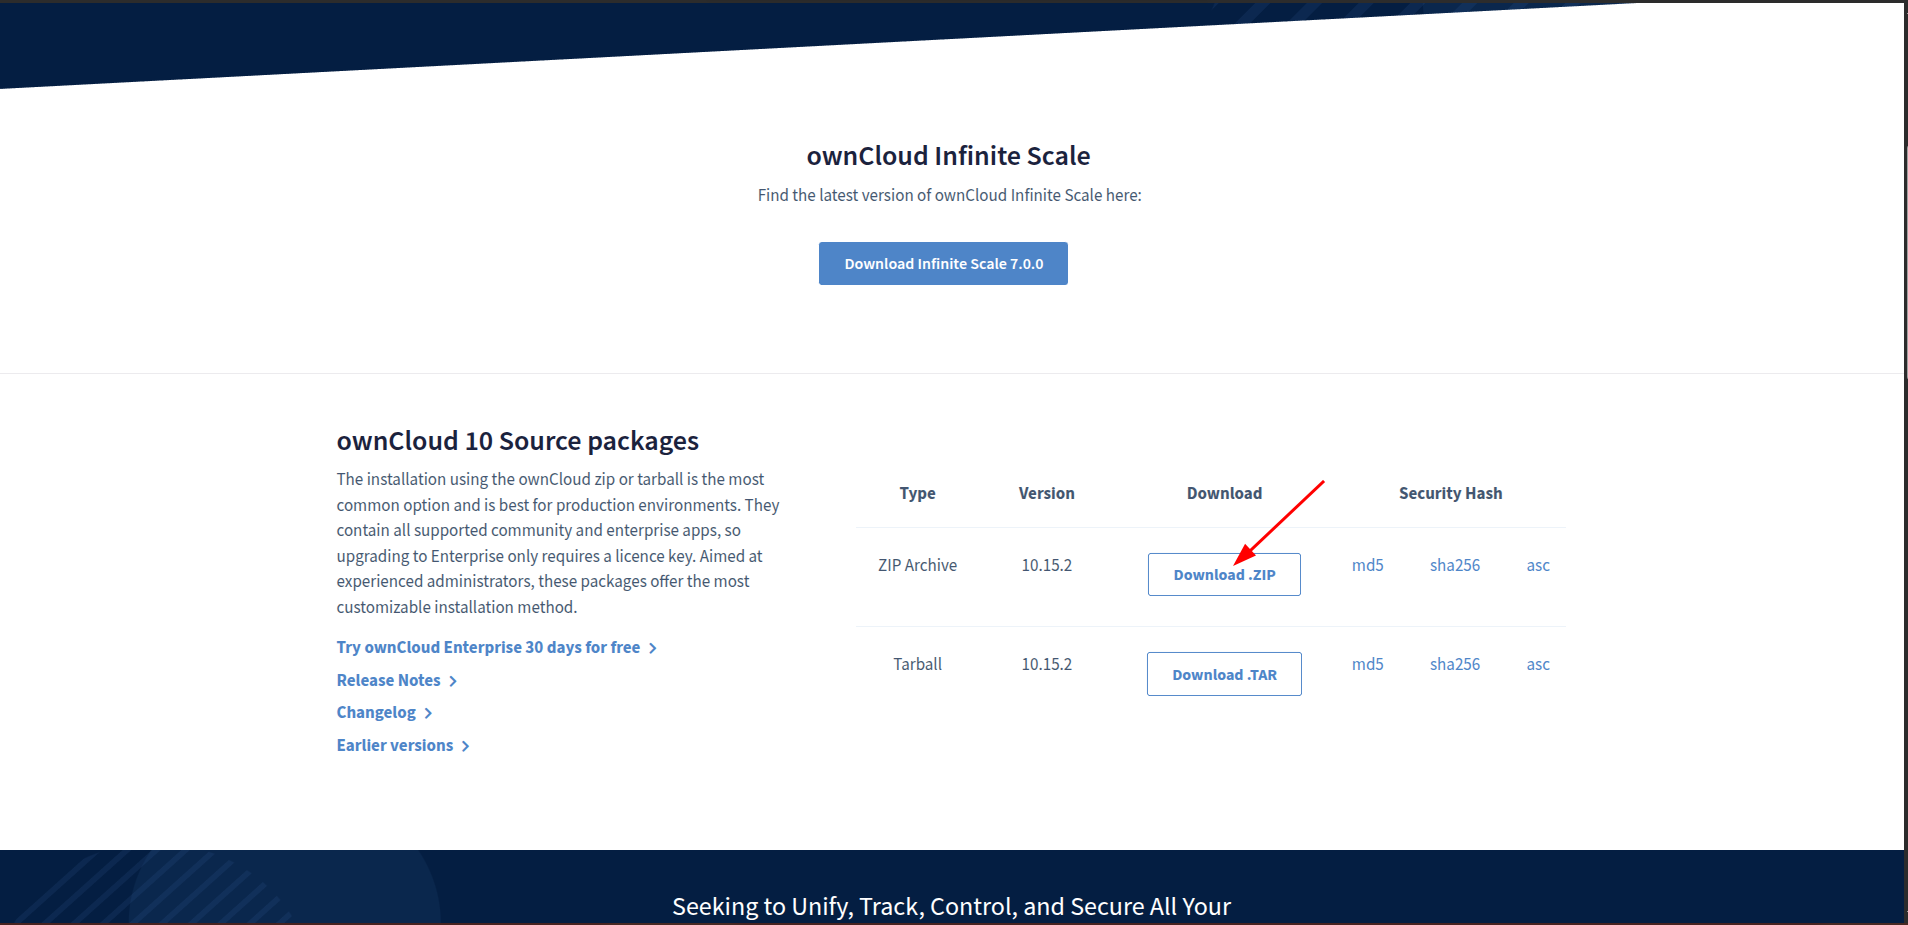 ownCloud Infinite Scale
Find the latest version of ownCloud Infinite Scale here:
Download Infinite Scale 7.0.0
ownCloud 10 Source packages
The installation using the ownCloud zip or tarball is the most
common option and is best for production environments. They
contain all supported community and enterprise apps, so
upgrading to Enterprise only requires a licence key. Aimed at
experienced administrators, these packages offer the most
customizable installation method.
Try ownCloud Enterprise 30 days for free
Release Notes
Changelog
Earlier versions
Type Version Download Security Hash
ZIP Archive 10.15.2 Download .ZIP md5 sha256 asc
Tarball 10.15.2 Download .TAR md5 sha256 asc
Seeking to Unify, Track, Control, and Secure All Your